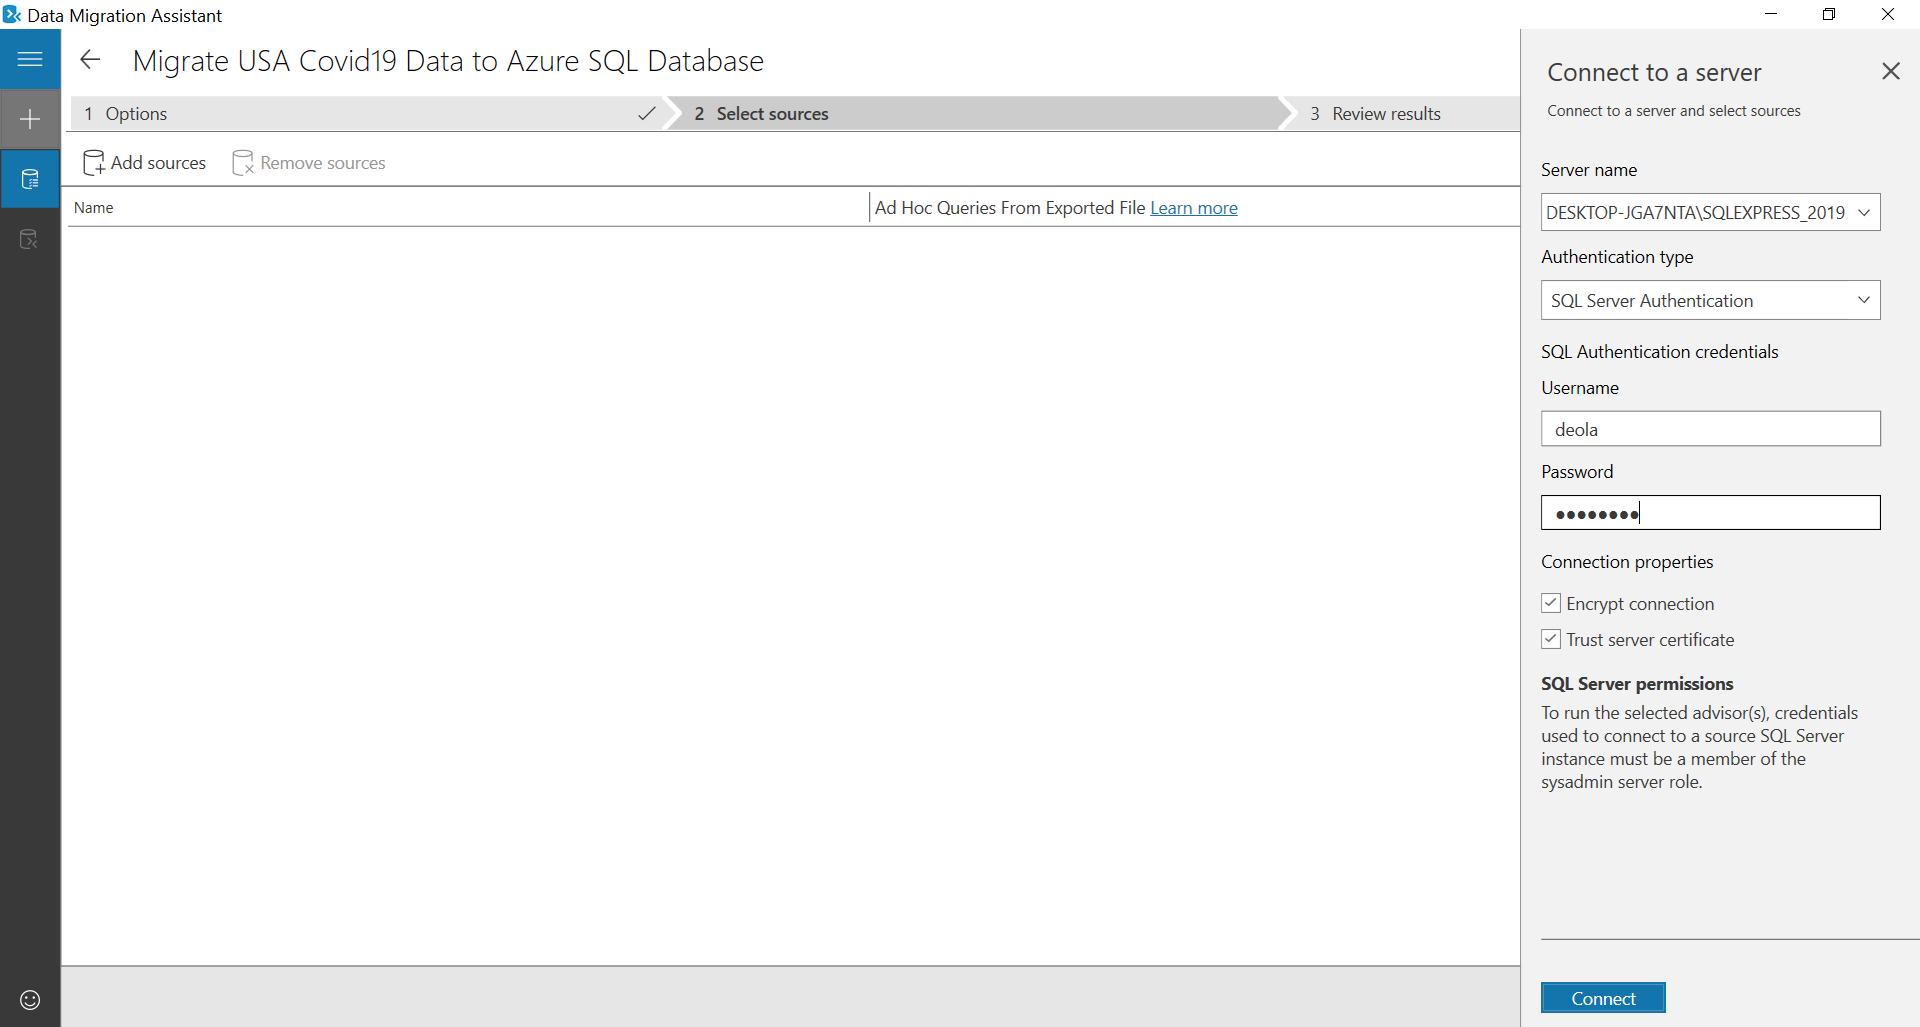 Data Migration Assistant
Migrate USA Covid19 Data to Azure SQL Database
1 Options
2 Select sources
3 Review results
Add sources
Remove sources
Name
Ad Hoc Queries From Exported File Learn more
Connect to a server
Connect to a server and select sources
Server name
DESKTOP-JGA7NTA\SQLEXPRESS_2019
Authentication type
SQL Server Authentication
SQL Authentication credentials
Username
deola
Password
●●●●●●●●
Connection properties
Encrypt connection
Trust server certificate
SQL Server permissions
To run the selected advisor(s), credentials
used to connect to a source SQL Server
instance must be a member of the
sysadmin server role.
Connect